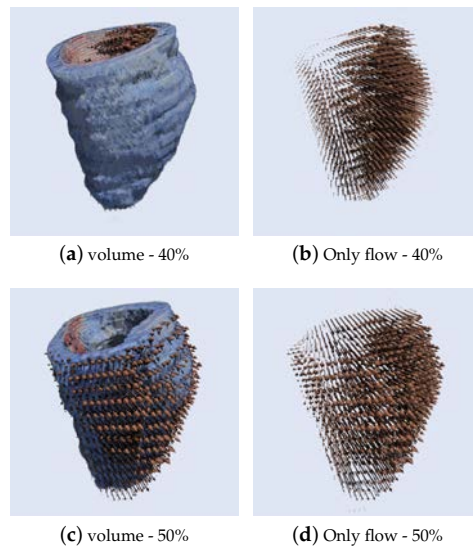 (a) volume - 40%
(b) Only flow - 40%
(c) volume - 50%
(d) Only flow - 50%